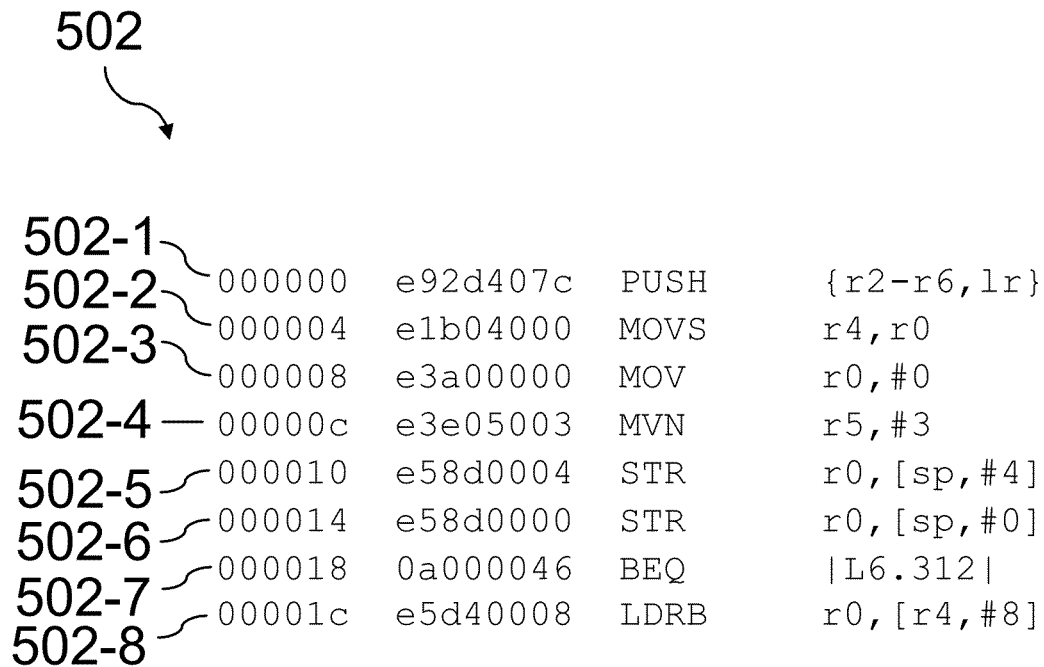 502
502-1 000000 e92d407c PUSH {r2-r6,lr}
502-2 000004 e1b04000 MOVS r4,r0
502-3 000008 e3a00000 MOV r0,#0
502-4 00000c e3e05003 MVN r5,#3
502-5 000010 e58d0004 STR r0,[sp,#4]
502-6 000014 e58d0000 STR r0,[sp,#0]
502-7 000018 0a000046 BEQ |L6.312|
502-8 00001c e5d40008 LDRB r0,[r4,#8]